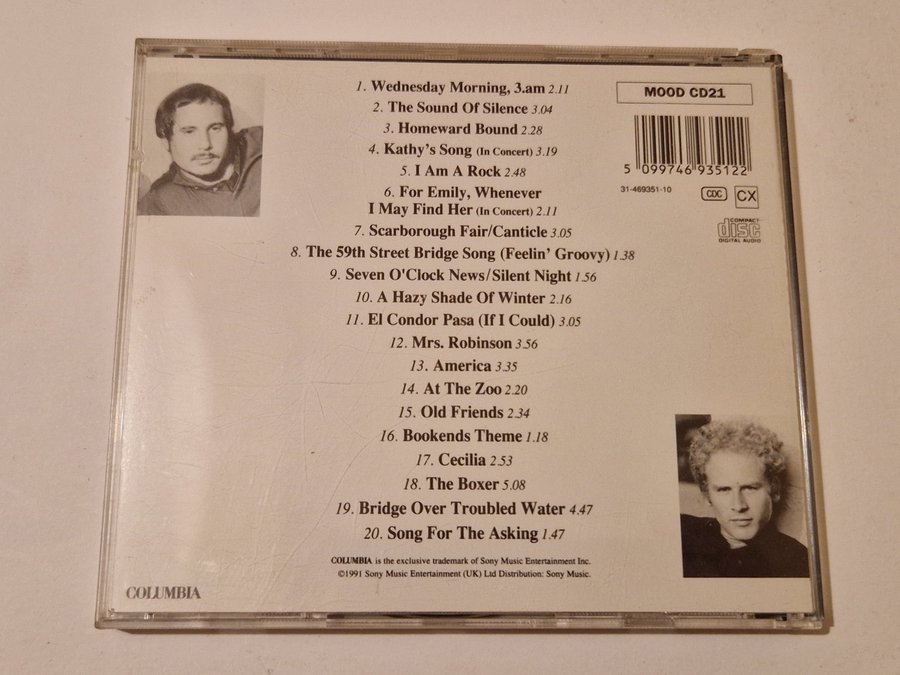 1. Wednesday Morning, 3.am 2.11
2. The Sound Of Silence 3.04
3. Homeward Bound 2.28
4. Kathy's Song (In Concert) 3.19
5. I Am A Rock 2.48
6. For Emily, Whenever
I May Find Her (In Concert) 2.11
7. Scarborough Fair/Canticle 3.05
8. The 59th Street Bridge Song (Feelin' Groovy) 1.38
9. Seven O'Clock News/Silent Night 1.56
10. A Hazy Shade Of Winter 2.16
11. El Condor Pasa (If I Could) 3.05
12. Mrs. Robinson 3.56
13. America 3.35
14. At The Zoo 2.20
15. Old Friends 2.34
16. Bookends Theme 1.18
17. Cecilia 2.53
18. The Boxer 5.08
19. Bridge Over Troubled Water 4.47
20. Song For The Asking 1.47
MOOD CD21
5 099746 935122
31-469351-10
CDC CX
COMPACT
disc
DIGITAL AUDIO
COLUMBIA is the exclusive trademark of Sony Music Entertainment Inc.
©1991 Sony Music Entertainment (UK) Ltd Distribution: Sony Music.
COLUMBIA